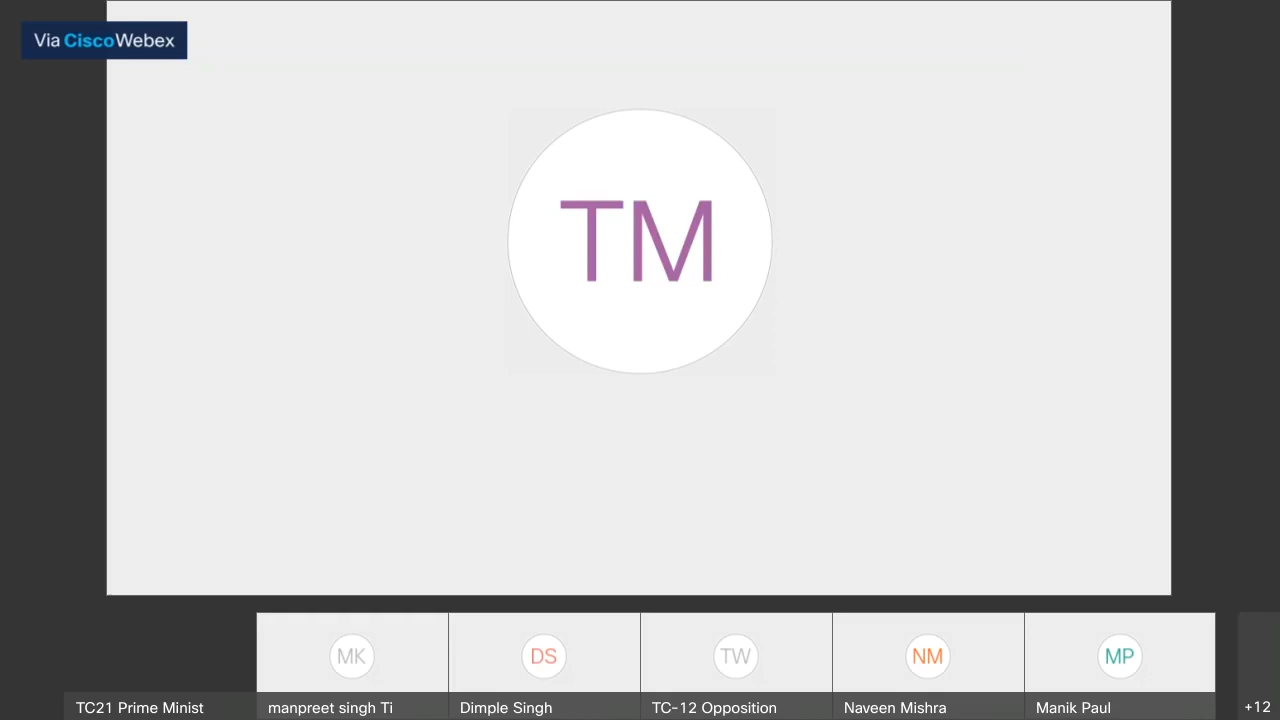 Via CiscoWebex
TM
MK
DS
TW
NM
MP
TC21 Prime Minist
manpreet singh Ti
Dimple Singh
TC-12 Opposition
Naveen Mishra
Manik Paul
+12